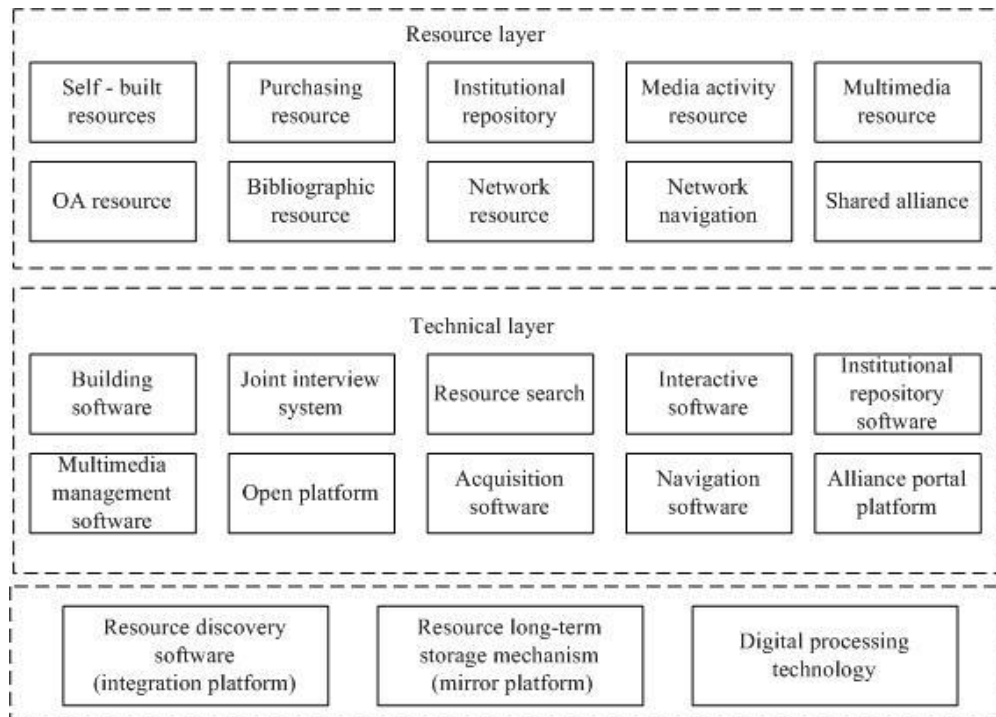 Resource layer
Self - built
resources
Purchasing
resource
Institutional
repository
Media activity
resource
Multimedia
resource
OA resource
Bibliographic
resource
Network
resource
Network
navigation
Shared alliance
Technical layer
Building
software
Joint interview
system
Resource search
Interactive
software
Institutional
repository
software
Multimedia
management
software
Open platform
Acquisition
software
Navigation
software
Alliance portal
platform
Resource discovery
software
(integration platform)
Resource long-term
storage mechanism
(mirror platform)
Digital processing
technology